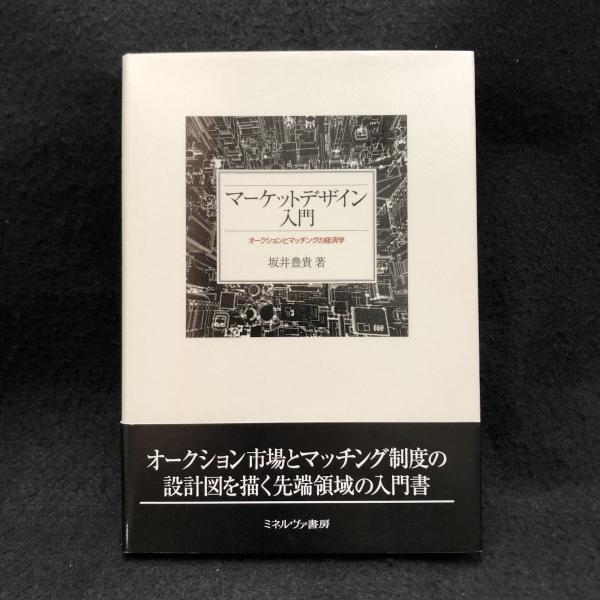 マーケットデザイン
入門
オークションとマッチングの経済学
坂井豊貴 著
オークション市場とマッチング制度の
設計図を描く先端領域の入門書
ミネルヴァ書房